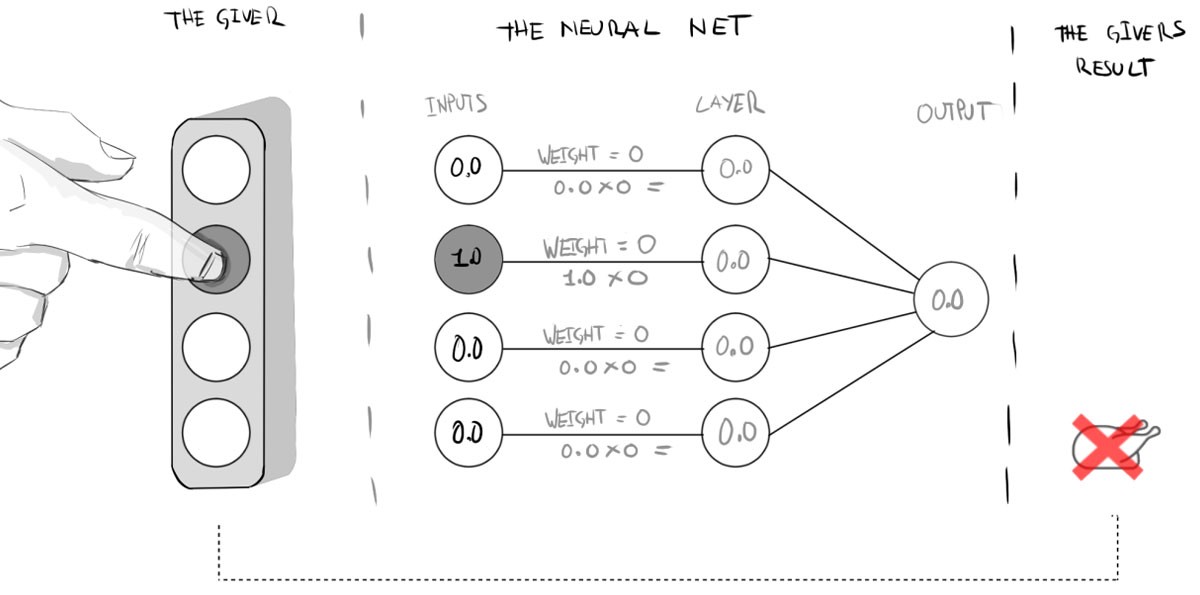 THE GIVER
THE NEURAL NET
THE GIVERS
RESULT
INPUTS
LAYER
OUTPUT
0.0
WEIGHT = 0
0.0 × 0 =
0.0
1.0
WEIGHT = 0
1.0 × 0
0.0
0.0
0.0
WEIGHT = 0
0.0 × 0 =
0.0
0.0
WEIGHT = 0
0.0 × 0 =
0.0